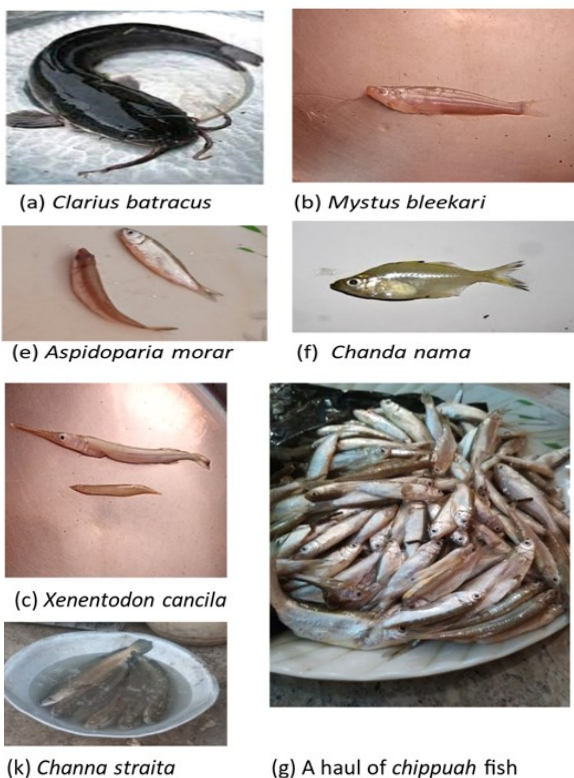 (a) Clarius batracus
(b) Mystus bleekari
(e) Aspidoparia morar
(f) Chanda nama
(c) Xenentodon cancila
(k) Channa straita
(g) A haul of chippuah fish